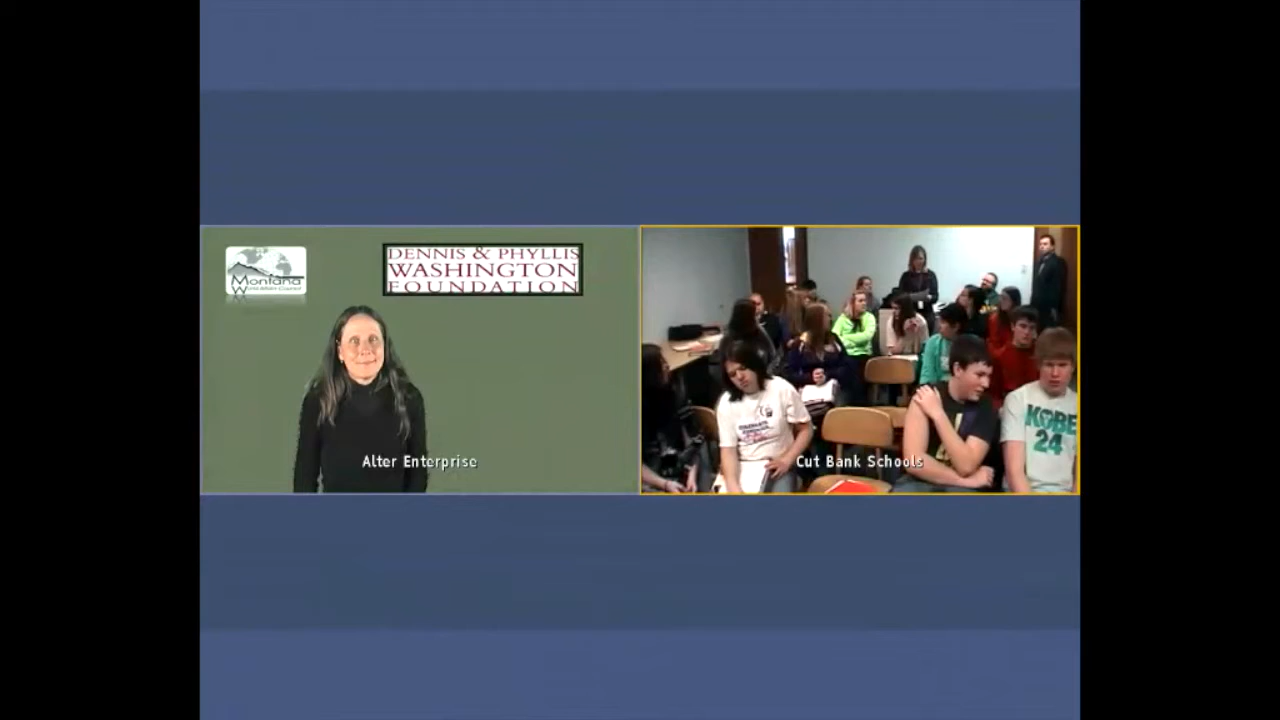 Montana
DENNIS & PHYLLIS
WASHINGTON
FOUNDATION
Alter Enterprise
Cut Bank Schools
KOBE
24